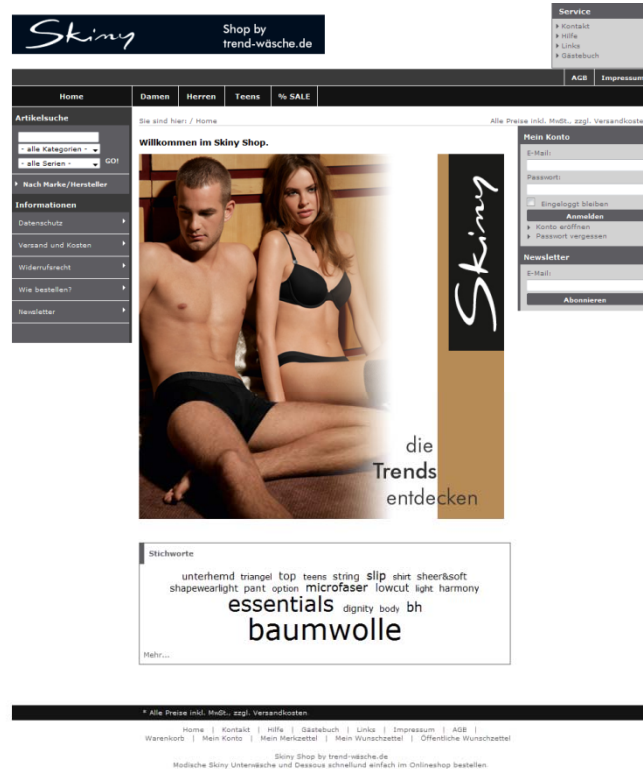 Skiny
Shop by
trend-wäsche.de
Service
Kontakt
Hilfe
Links
Gästebuch
AGB
Impressum
Home
Damen
Herren
Teens
% SALE
Artikelsuche
- alle Kategorien -
- alle Serien -
GO!
Nach Marke/Hersteller
Informationen
Datenschutz
Versand und Kosten
Widerrufsrecht
Wie bestellen?
Newsletter
Sie sind hier: / Home
Alle Preise inkl. MwSt., zzgl. Versandkoste
Willkommen im Skiny Shop.
Skiny
die
Trends
entdecken
Mein Konto
E-Mail:
Passwort:
Eingeloggt bleiben
Anmelden
Konto eröffnen
Passwort vergessen
Newsletter
E-Mail:
Abonnieren
Stichworte
unterhemd triangel top teens string slip shirt sheer&soft
shapewearlight pant option microfaser lowcut light harmony
essentials dignity body bh
baumwolle
Mehr...
* Alle Preise inkl. MwSt., zzgl. Versandkosten
Home | Kontakt | Hilfe | Gästebuch | Links | Impressum | AGB |
Warenkorb | Mein Konto | Mein Merkzettel | Mein Wunschzettel | Öffentliche Wunschzettel
Skiny Shop by trend-wäsche.de
Modische Skiny Unterwäsche und Dessous schnellund einfach im Onlineshop bestellen